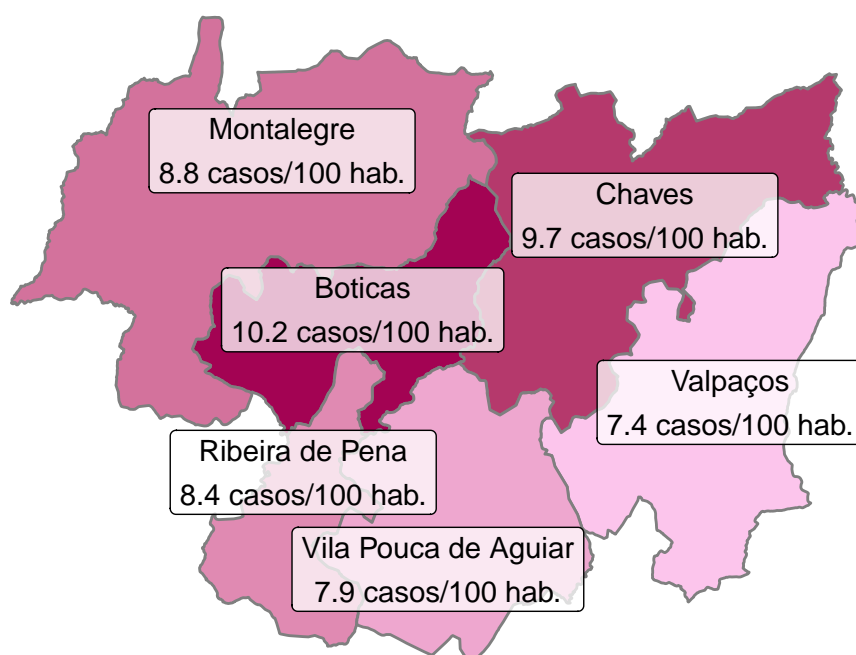 Montalegre
8.8 casos/100 hab.
Chaves
9.7 casos/100 hab.
Boticas
10.2 casos/100 hab.
Valpaços
7.4 casos/100 hab.
Ribeira de Pena
8.4 casos/100 hab.
Vila Pouca de Aguiar
7.9 casos/100 hab.